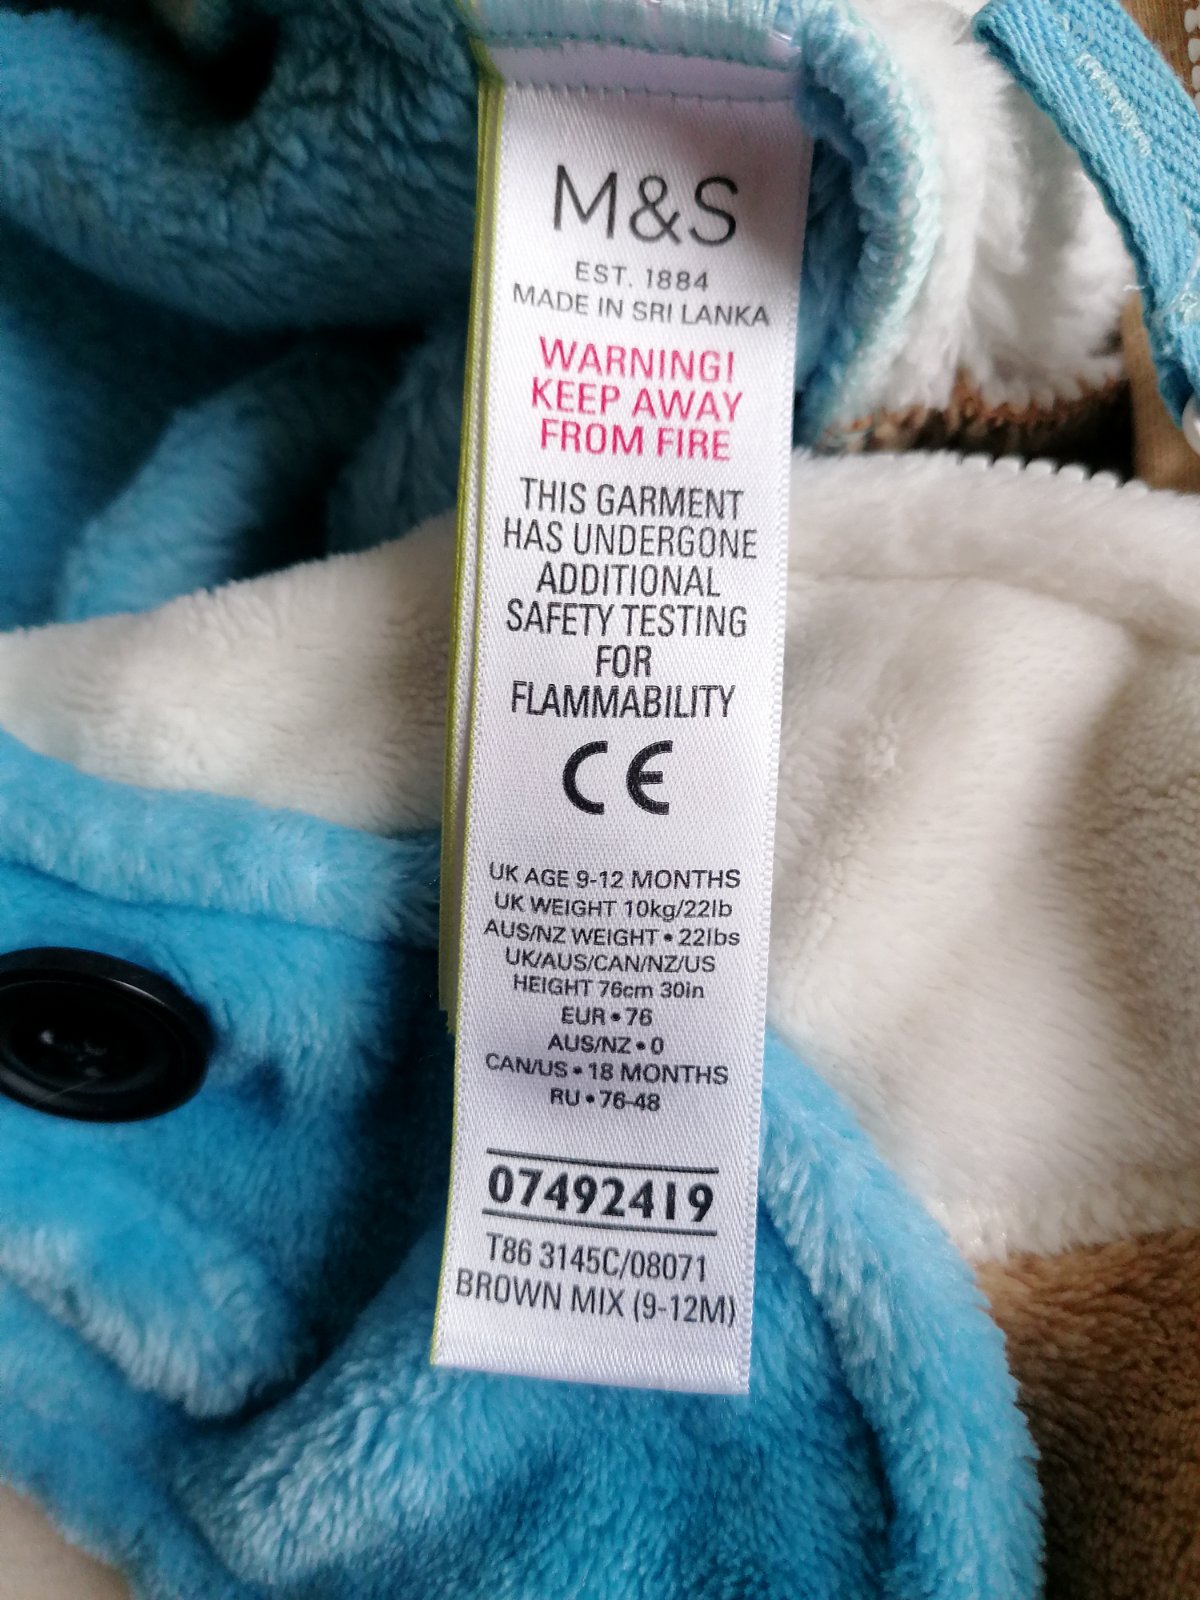 M&S
EST. 1884
MADE IN SRI LANKA
WARNING!
KEEP AWAY
FROM FIRE
THIS GARMENT
HAS UNDERGONE
ADDITIONAL
SAFETY TESTING
FOR
FLAMMABILITY
CE
UK AGE 9-12 MONTHS
UK WEIGHT 10kg/22lb
AUS/NZ WEIGHT • 22lbs
UK/AUS/CAN/NZ/US
HEIGHT 76cm 30in
EUR • 76
AUS/NZ • 0
CAN/US • 18 MONTHS
RU • 76-48
07492419
T86 3145C/08071
BROWN MIX (9-12M)